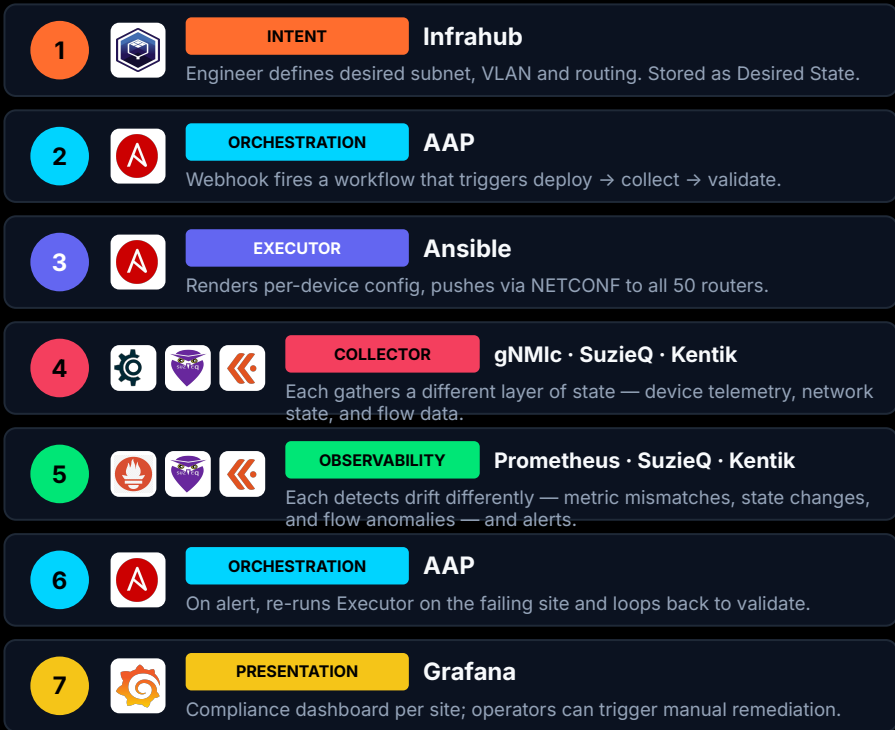 1
INTENT
Infrahub
Engineer defines desired subnet, VLAN and routing. Stored as Desired State.
2
ORCHESTRATION
AAP
Webhook fires a workflow that triggers deploy → collect → validate.
3
EXECUTOR
Ansible
Renders per-device config, pushes via NETCONF to all 50 routers.
4
SUZIEQ
COLLECTOR
gNMIc · SuzieQ · Kentik
Each gathers a different layer of state — device telemetry, network
state, and flow data.
5
SUZIEQ
OBSERVABILITY
Prometheus · SuzieQ · Kentik
Each detects drift differently — metric mismatches, state changes,
and flow anomalies — and alerts.
6
ORCHESTRATION
AAP
On alert, re-runs Executor on the failing site and loops back to validate.
7
PRESENTATION
Grafana
Compliance dashboard per site; operators can trigger manual remediation.